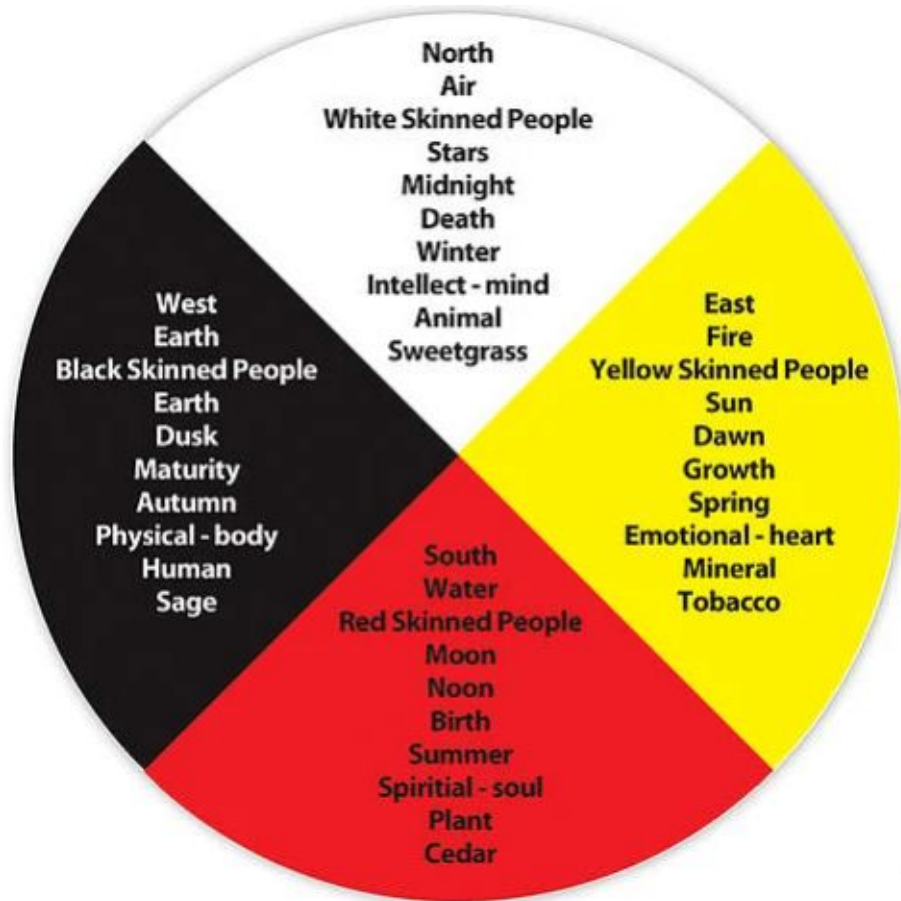 North
Air
White Skinned People
Stars
Midnight
Death
Winter
Intellect - mind
Animal
Sweetgrass
West
Earth
Black Skinned People
Earth
Dusk
Maturity
Autumn
Physical - body
Human
Sage
East
Fire
Yellow Skinned People
Sun
Dawn
Growth
Spring
Emotional - heart
Mineral
Tobacco
South
Water
Red Skinned People
Moon
Noon
Birth
Summer
Spiritial - soul
Plant
Cedar